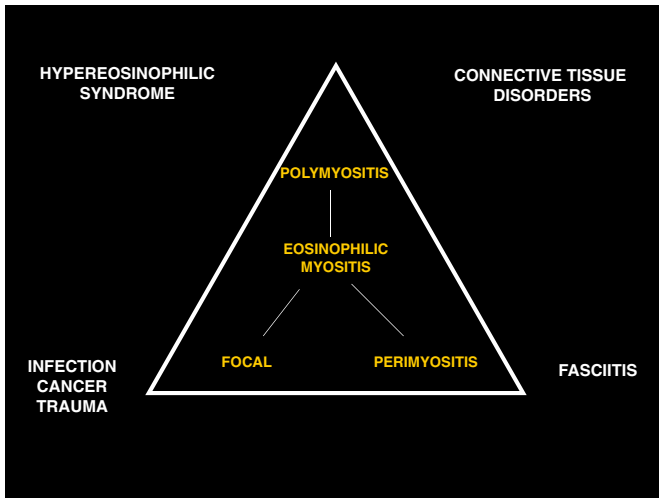 HYPEREOSINOPHILIC
SYNDROME
CONNECTIVE TISSUE
DISORDERS
POLYMYOSITIS
EOSINOPHILIC
MYOSITIS
FOCAL
PERIMYOSITIS
INFECTION
CANCER
TRAUMA
FASCIITIS